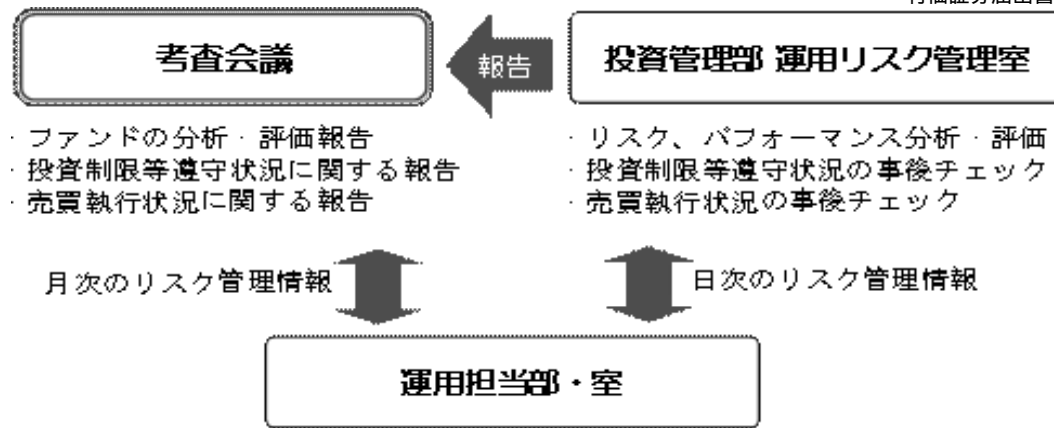 考査会議
報告
投資管理部 運用リスク管理室
· ファンドの分析・評価報告
· 投資制限等遵守状況に関する報告
· 売買執行状況に関する報告
· リスク、パフォーマンス分析・評価
· 投資制限等遵守状況の事後チェック
· 売買執行状況の事後チェック
月次のリスク管理情報
日次のリスク管理情報
運用担当部・室